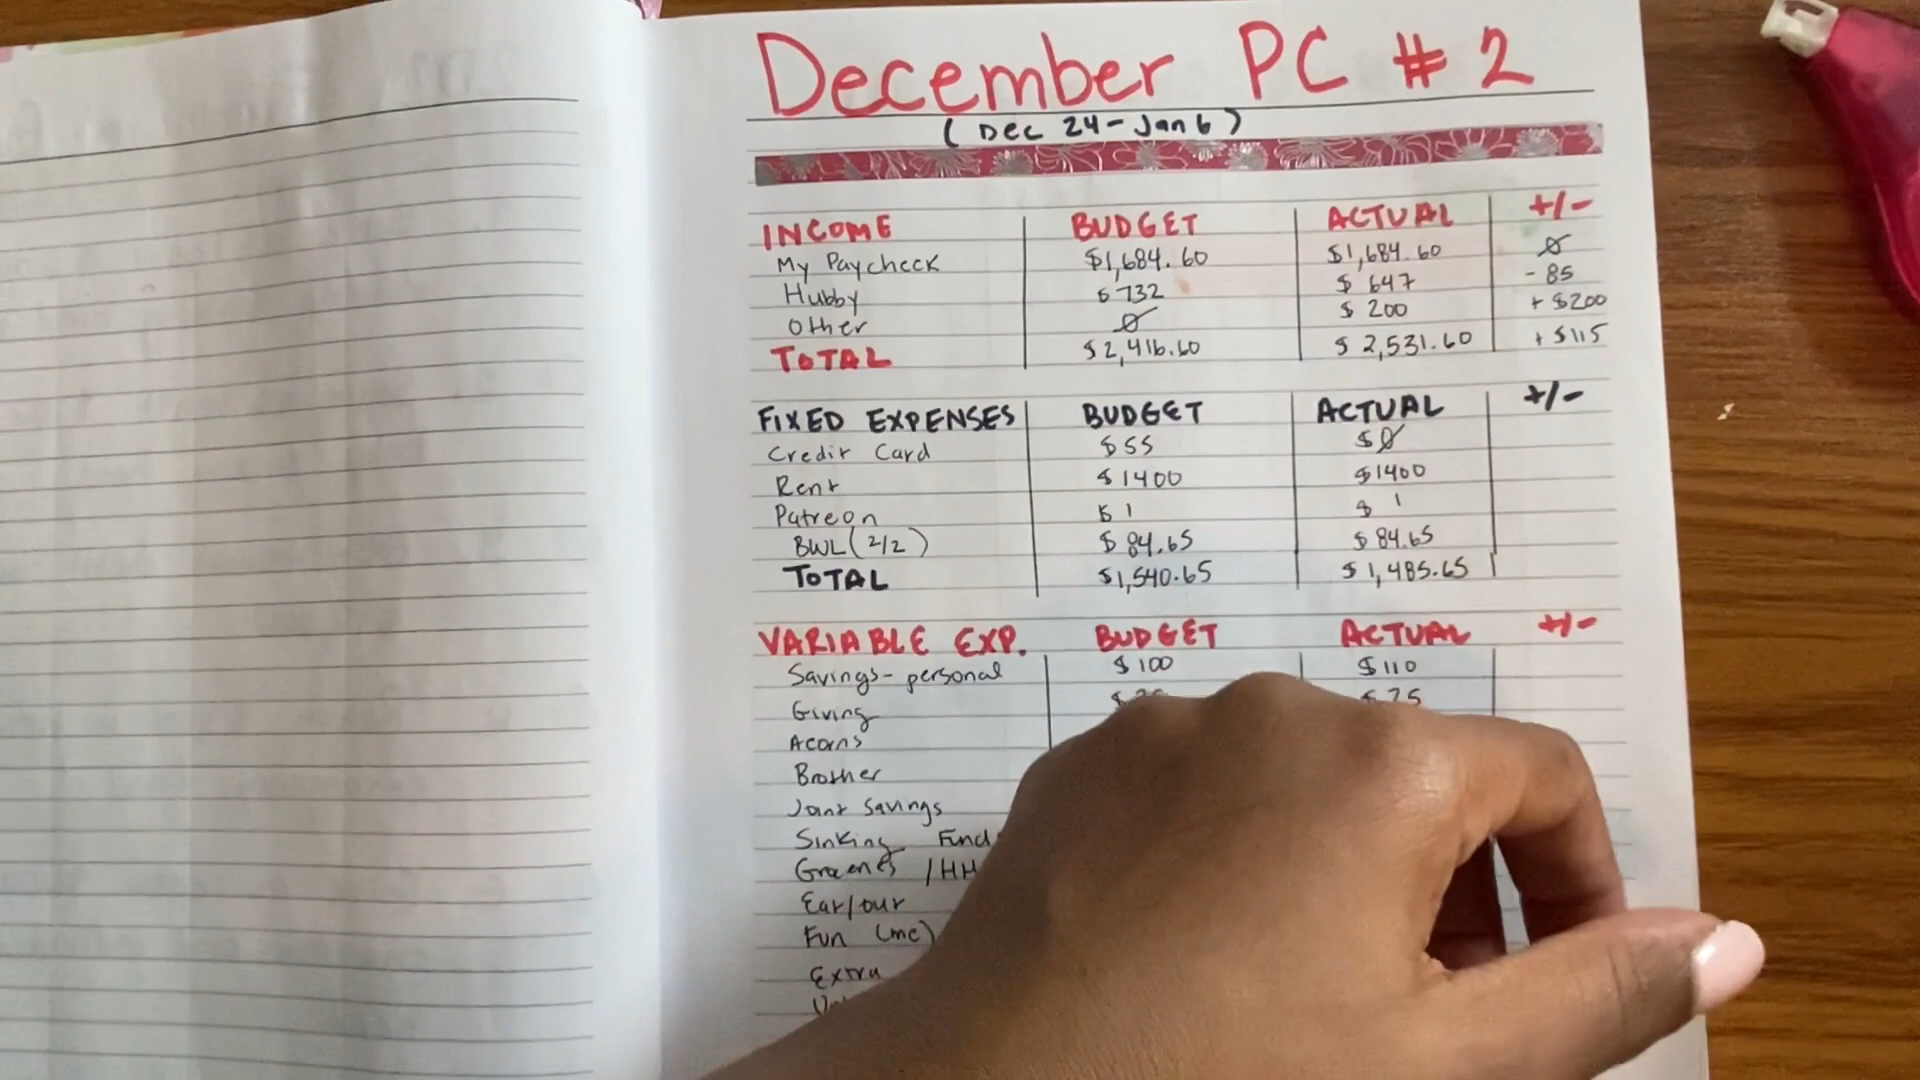 December PC # 2
(Dec 24 - Jan 6)
INCOME BUDGET ACTUAL +/-
My Paycheck $1,684.60 $1,684.60 0
Hubby $732 $647 - 85
Other 0 $200 + $200
TOTAL $2,416.60 $2,531.60 + $115
FIXED EXPENSES BUDGET ACTUAL +/-
Credit Card $55 $0
Rent $1400 $1400
Patreon $1 $1
BWL (2/2) $84.65 $84.65
TOTAL $1,540.65 $1,485.65
VARIABLE EXP. BUDGET ACTUAL +/-
Savings - personal $100 $110
Giving
Acorns
Brother
Joint Savings
Sinking Fund
Groceries /HH
Eat/out
Fun (me)
Extra